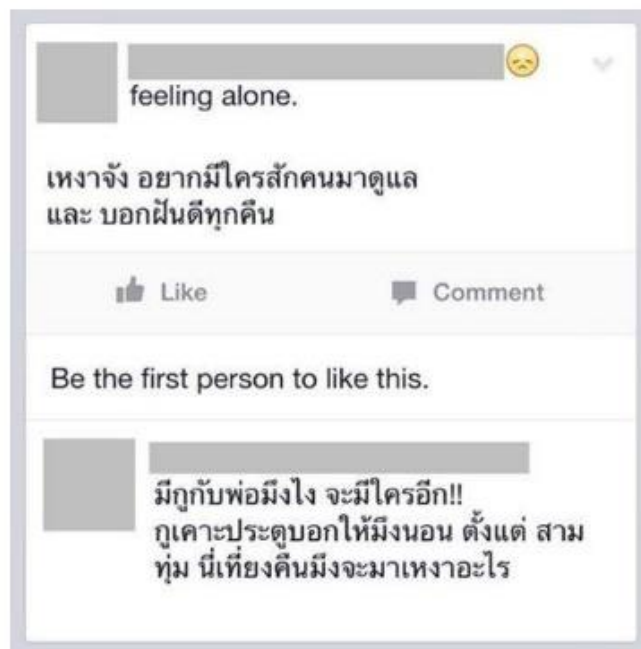 feeling alone.
เหงาจัง อยากมีใครสักคนมาดูแล
และ บอกฝันดีทุกคืน
Like
Comment
Be the first person to like this.
มีกูกับพ่อมึงไง จะมีใครอีก!!
กูเคาะประตูบอกให้มึงนอน ตั้งแต่ สาม
ทุ่ม นี่เที่ยงคืนมึงจะมาเหงาอะไร